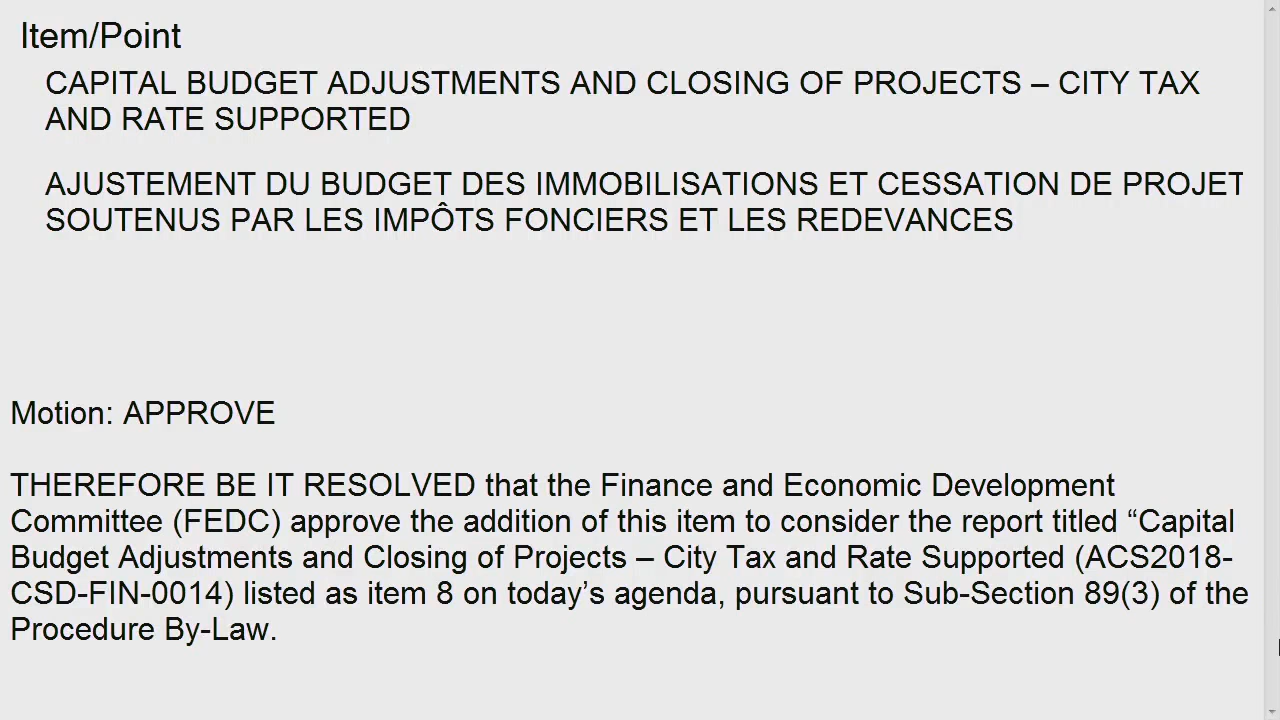 Item/Point
CAPITAL BUDGET ADJUSTMENTS AND CLOSING OF PROJECTS – CITY TAX
AND RATE SUPPORTED
AJUSTEMENT DU BUDGET DES IMMOBILISATIONS ET CESSATION DE PROJET
SOUTENUS PAR LES IMPÔTS FONCIERS ET LES REDEVANCES
Motion: APPROVE
THEREFORE BE IT RESOLVED that the Finance and Economic Development
Committee (FEDC) approve the addition of this item to consider the report titled “Capital
Budget Adjustments and Closing of Projects – City Tax and Rate Supported (ACS2018-
CSD-FIN-0014) listed as item 8 on today’s agenda, pursuant to Sub-Section 89(3) of the
Procedure By-Law.